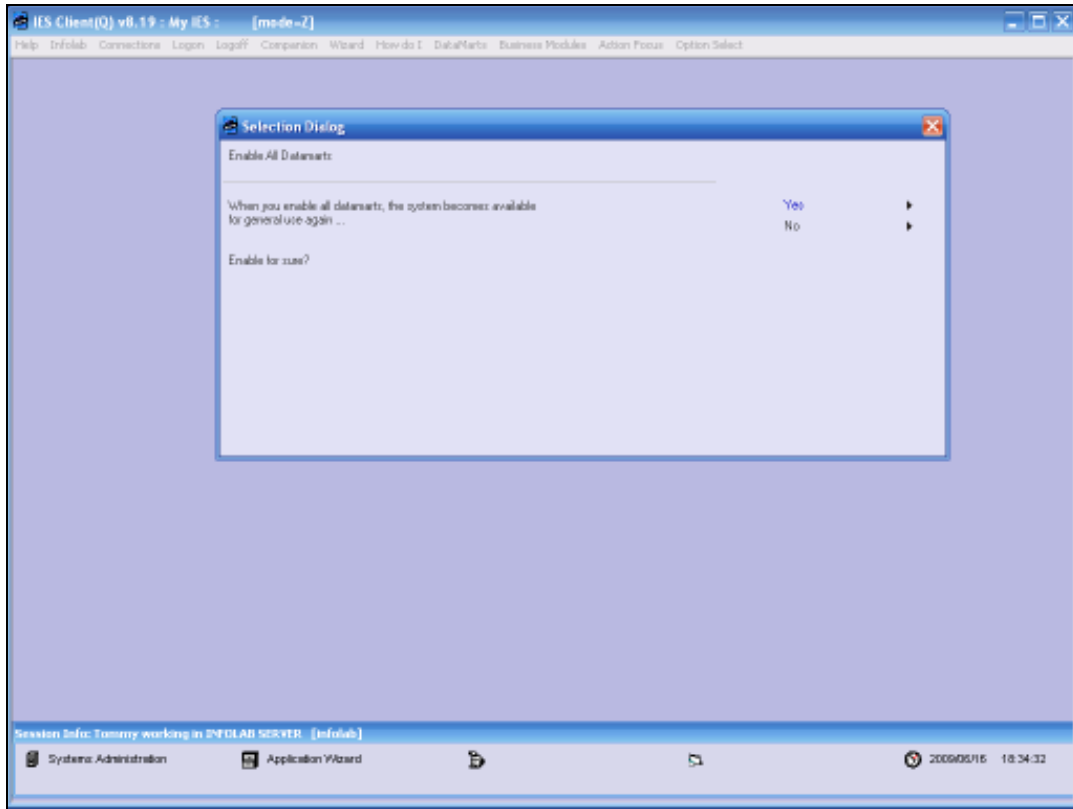 IES Client(Q) v8.19 : My IES : [mode=Z]
Help Infolab Connections Logon Logoff Companion Wizard How do I DataMarts Business Modules Action Focus Option Select
Selection Dialog
Enable All Datamarts
When you enable all datamarts, the system becomes available
for general use again ...
Yes
No
Enable for sure?
Session Info: Tommy working in INFOLAB SERVER [infolab]
Systems Administration Application Wizard 2009/06/16 18:34:32